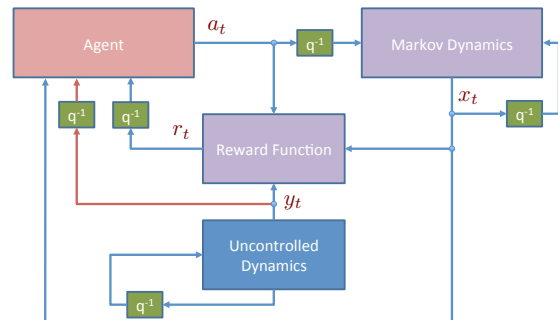 Agent
a_t
q⁻¹
Markov Dynamics
x_t
q⁻¹
q⁻¹
q⁻¹
r_t
Reward Function
y_t
Uncontrolled
Dynamics
q⁻¹